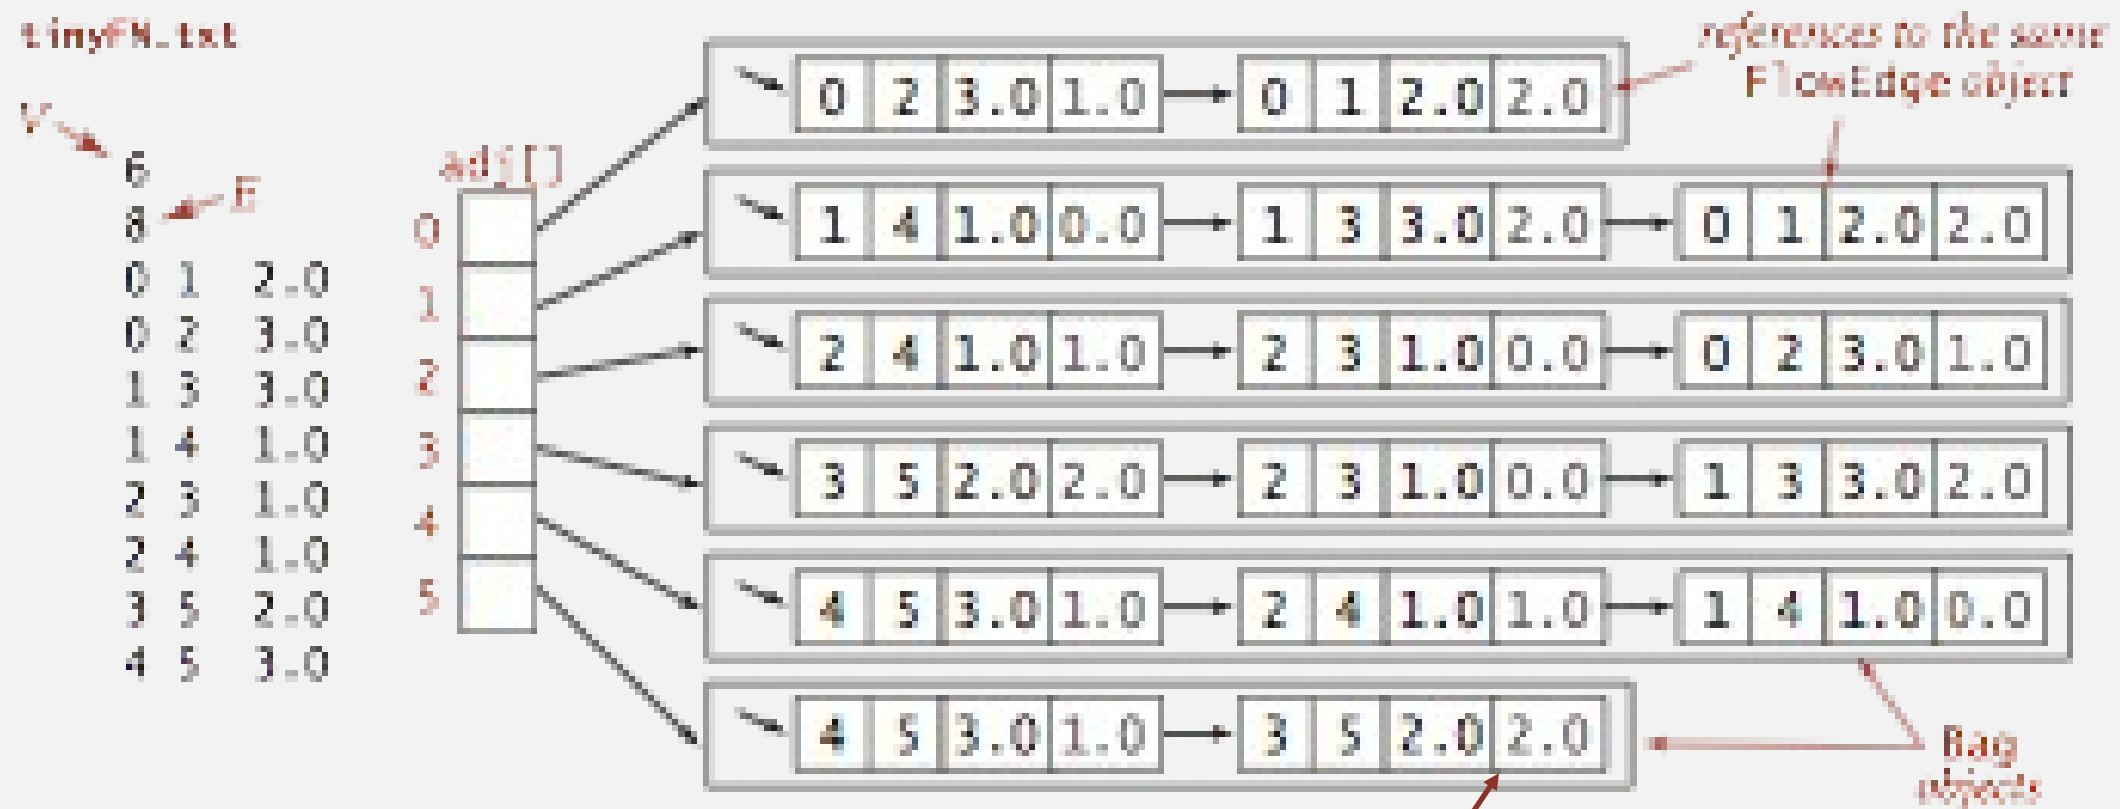 tinyFN.txt
V
6
8
E
0 1 2.0
0 2 3.0
1 3 3.0
1 4 1.0
2 3 1.0
2 4 1.0
3 5 2.0
4 5 3.0
adj[]
0
1
2
3
4
5
0 2 3.0 1.0 0 1 2.0 2.0
1 4 1.0 0.0 1 3 3.0 2.0 0 1 2.0 2.0
2 4 1.0 1.0 2 3 1.0 0.0 0 2 3.0 1.0
3 5 2.0 2.0 2 3 1.0 0.0 1 3 3.0 2.0
4 5 3.0 1.0 2 4 1.0 1.0 1 4 1.0 0.0
4 5 3.0 1.0 3 5 2.0 2.0
references to the same
FlowEdge object
Bag
objects